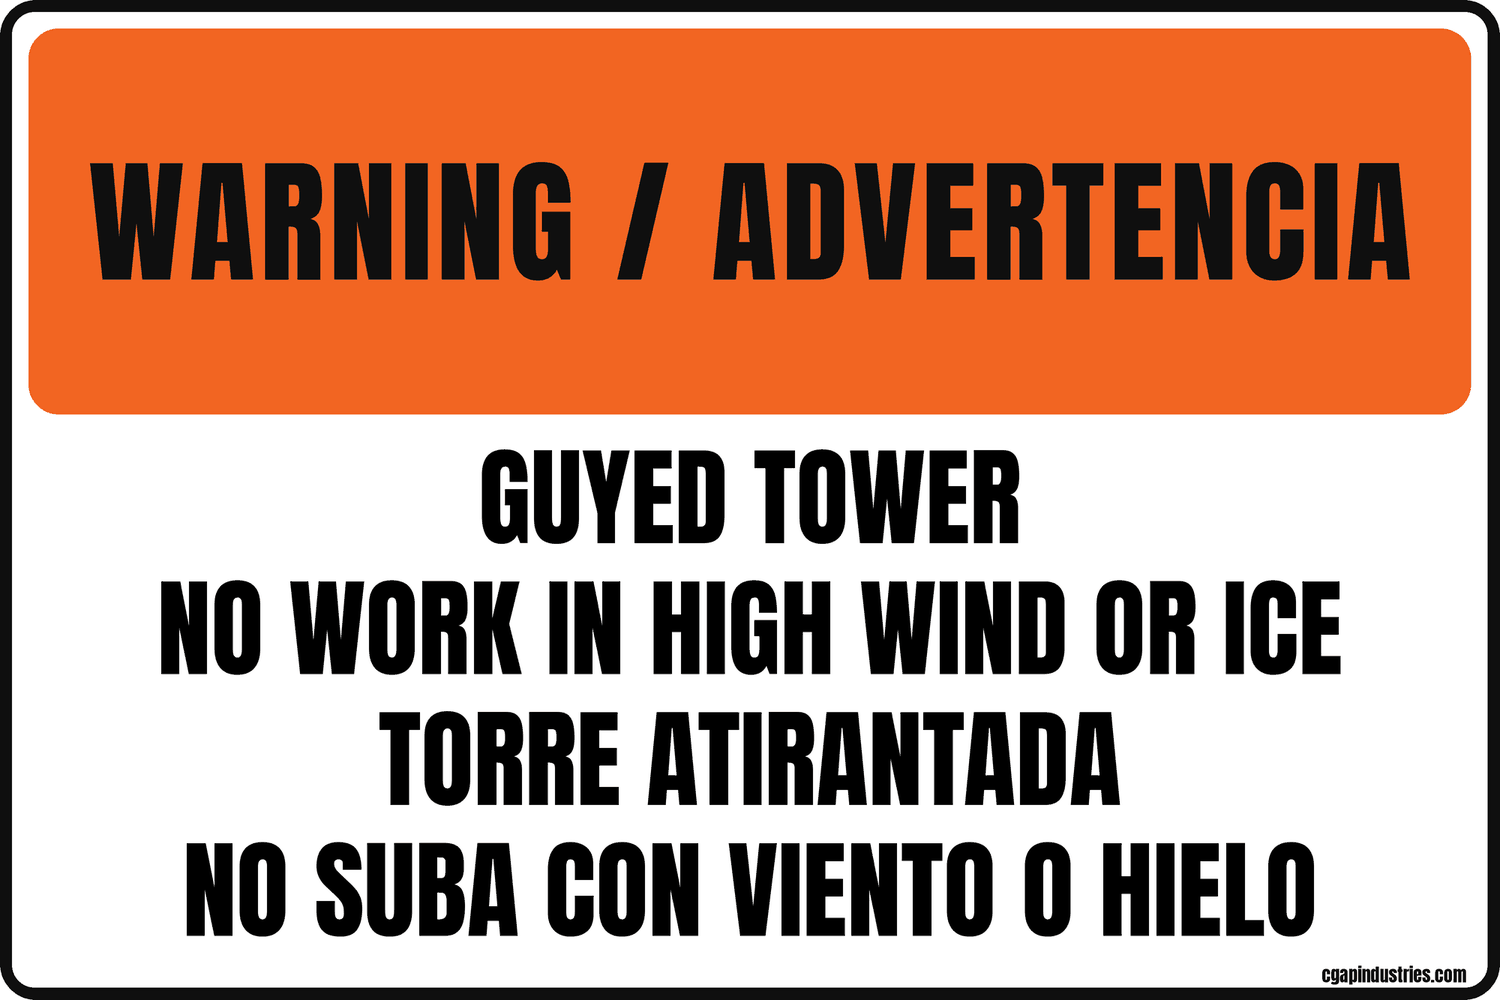 WARNING / ADVERTENCIA
GUYED TOWER
NO WORK IN HIGH WIND OR ICE
TORRE ATIRANTADA
NO SUBA CON VIENTO O HIELO
cgapindustries.com